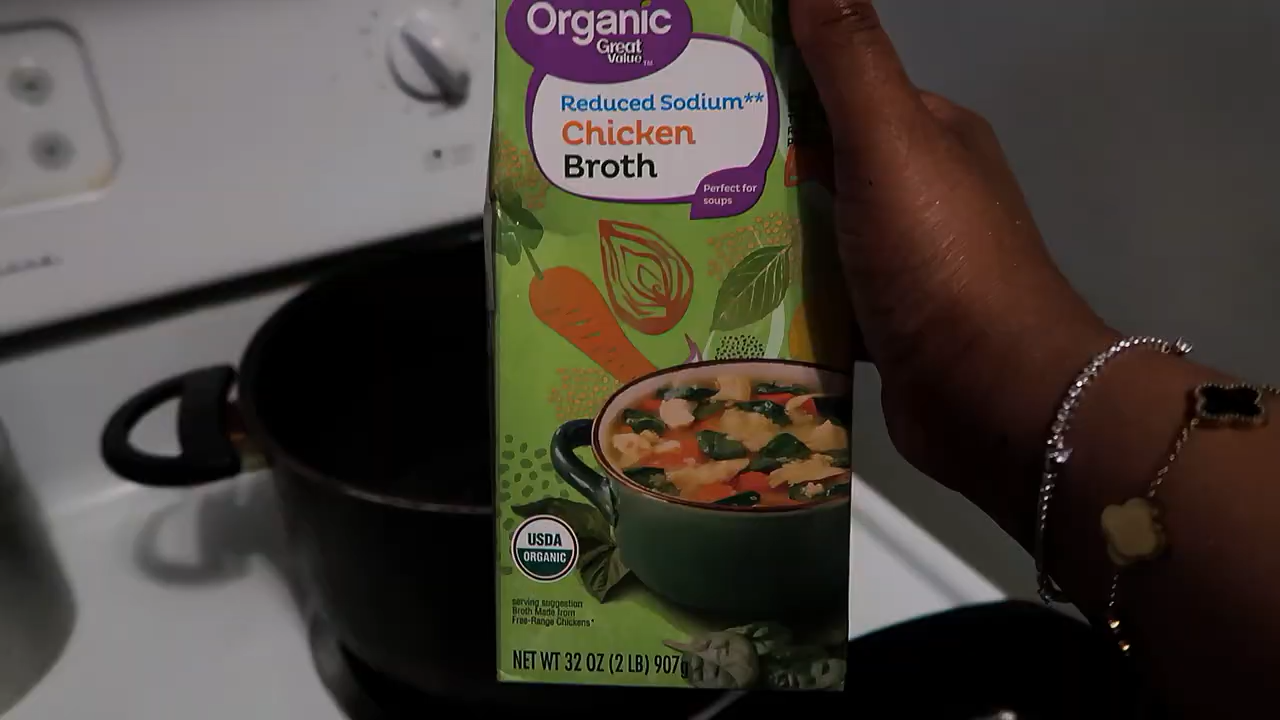 Organic
Great
Value™
Reduced Sodium**
Chicken
Broth
Perfect for
soups
USDA
ORGANIC
serving suggestion
Broth Made from
Free-Range Chickens*
NET WT 32 OZ (2 LB) 907g